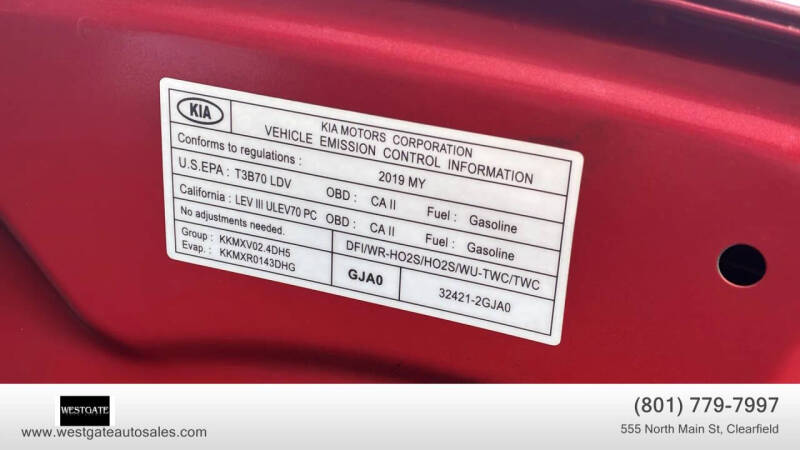 KIA
KIA MOTORS CORPORATION
VEHICLE EMISSION CONTROL INFORMATION
Conforms to regulations : 2019 MY
U.S.EPA : T3B70 LDV OBD : CA II Fuel : Gasoline
California : LEV III ULEV70 PC OBD : CA II Fuel : Gasoline
No adjustments needed.
Group : KKMXV02.4DH5
Evap. : KKMXR0143DHG
DFI/WR-HO2S/HO2S/WU-TWC/TWC
GJA0 32421-2GJA0
WESTGATE
www.westgateautosales.com
(801) 779-7997
555 North Main St, Clearfield